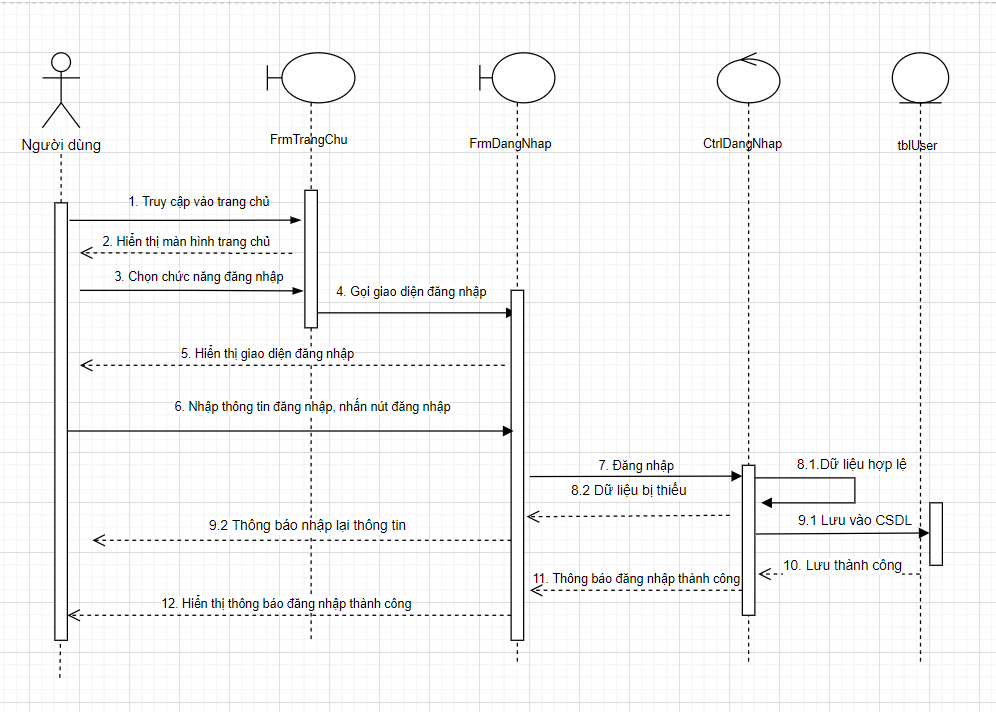 Người dùng
FrmTrangChu
FrmDangNhap
CtrlDangNhap
tblUser
1. Truy cập vào trang chủ
2. Hiển thị màn hình trang chủ
3. Chọn chức năng đăng nhập
4. Gọi giao diện đăng nhập
5. Hiển thị giao diện đăng nhập
6. Nhập thông tin đăng nhập, nhấn nút đăng nhập
7. Đăng nhập
8.1.Dữ liệu hợp lệ
8.2 Dữ liệu bị thiếu
9.1 Lưu vào CSDL
9.2 Thông báo nhập lại thông tin
10. Lưu thành công
11. Thông báo đăng nhập thành công
12. Hiển thị thông báo đăng nhập thành công